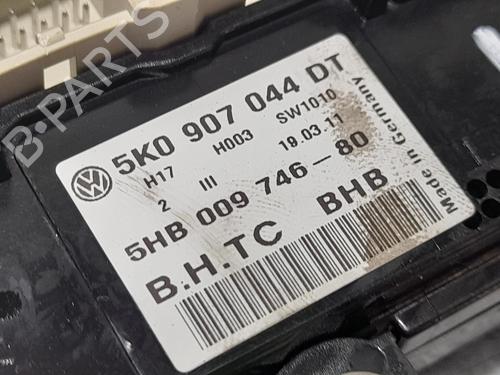 5K0 907 044 DT
H17 H003 SW1010
2 III 19.03.11
5HB 009 746-80
B.H.TC BHB
Made in Germany
B-PARTS